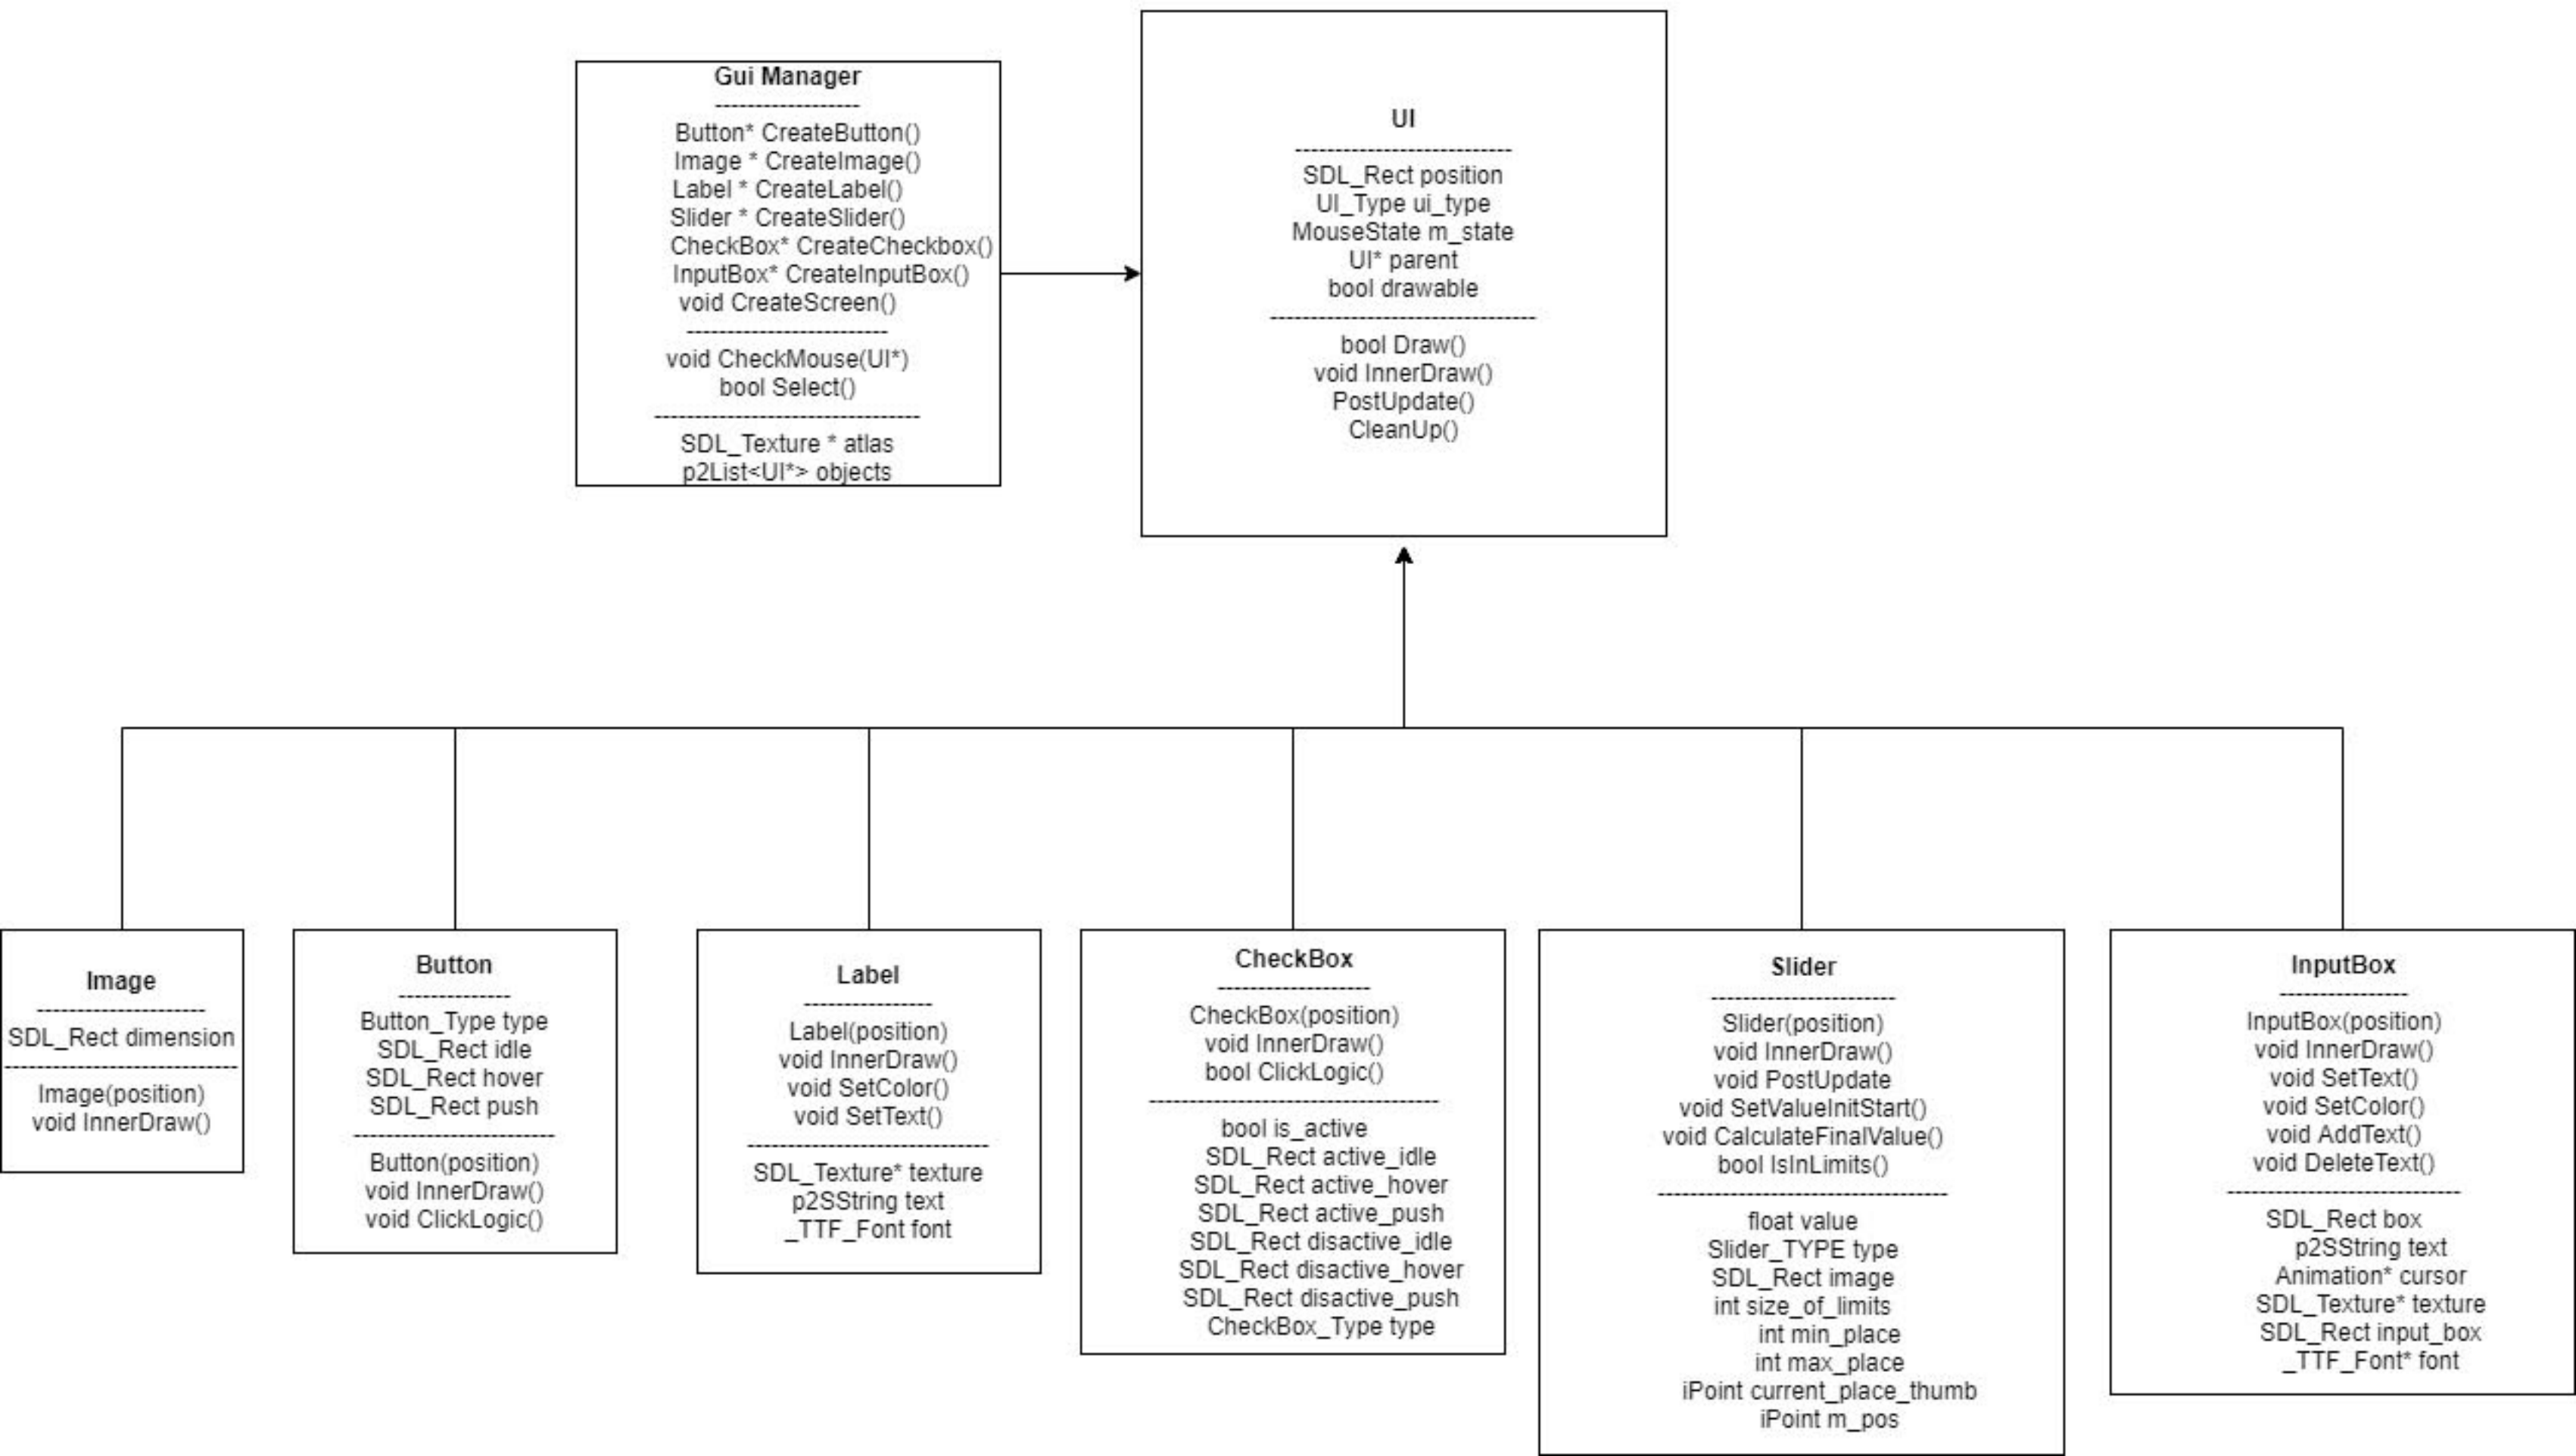 Gui Manager
------------------
Button* CreateButton()
Image * CreateImage()
Label * CreateLabel()
Slider * CreateSlider()
CheckBox* CreateCheckbox()
InputBox* CreateInputBox()
void CreateScreen()
-------------------------
void CheckMouse(UI*)
bool Select()
---------------------------------
SDL_Texture * atlas
p2List<UI*> objects
UI
---------------------------
SDL_Rect position
UI_Type ui_type
MouseState m_state
UI* parent
bool drawable
---------------------------------
bool Draw()
void InnerDraw()
PostUpdate()
CleanUp()
Image
---------------------
SDL_Rect dimension
-----------------------------
Image(position)
void InnerDraw()
Button
--------------
Button_Type type
SDL_Rect idle
SDL_Rect hover
SDL_Rect push
-------------------------
Button(position)
void InnerDraw()
void ClickLogic()
Label
----------------
Label(position)
void InnerDraw()
void SetColor()
void SetText()
------------------------------
SDL_Texture* texture
p2SString text
_TTF_Font font
CheckBox
-------------------
CheckBox(position)
void InnerDraw()
bool ClickLogic()
------------------------------------
bool is_active
SDL_Rect active_idle
SDL_Rect active_hover
SDL_Rect active_push
SDL_Rect disactive_idle
SDL_Rect disactive_hover
SDL_Rect disactive_push
CheckBox_Type type
Slider
-----------------------
Slider(position)
void InnerDraw()
void PostUpdate
void SetValueInitStart()
void CalculateFinalValue()
bool IsInLimits()
------------------------------------
float value
Slider_TYPE type
SDL_Rect image
int size_of_limits
int min_place
int max_place
iPoint current_place_thumb
iPoint m_pos
InputBox
----------------
InputBox(position)
void InnerDraw()
void SetText()
void SetColor()
void AddText()
void DeleteText()
-----------------------------
SDL_Rect box
p2SString text
Animation* cursor
SDL_Texture* texture
SDL_Rect input_box
_TTF_Font* font